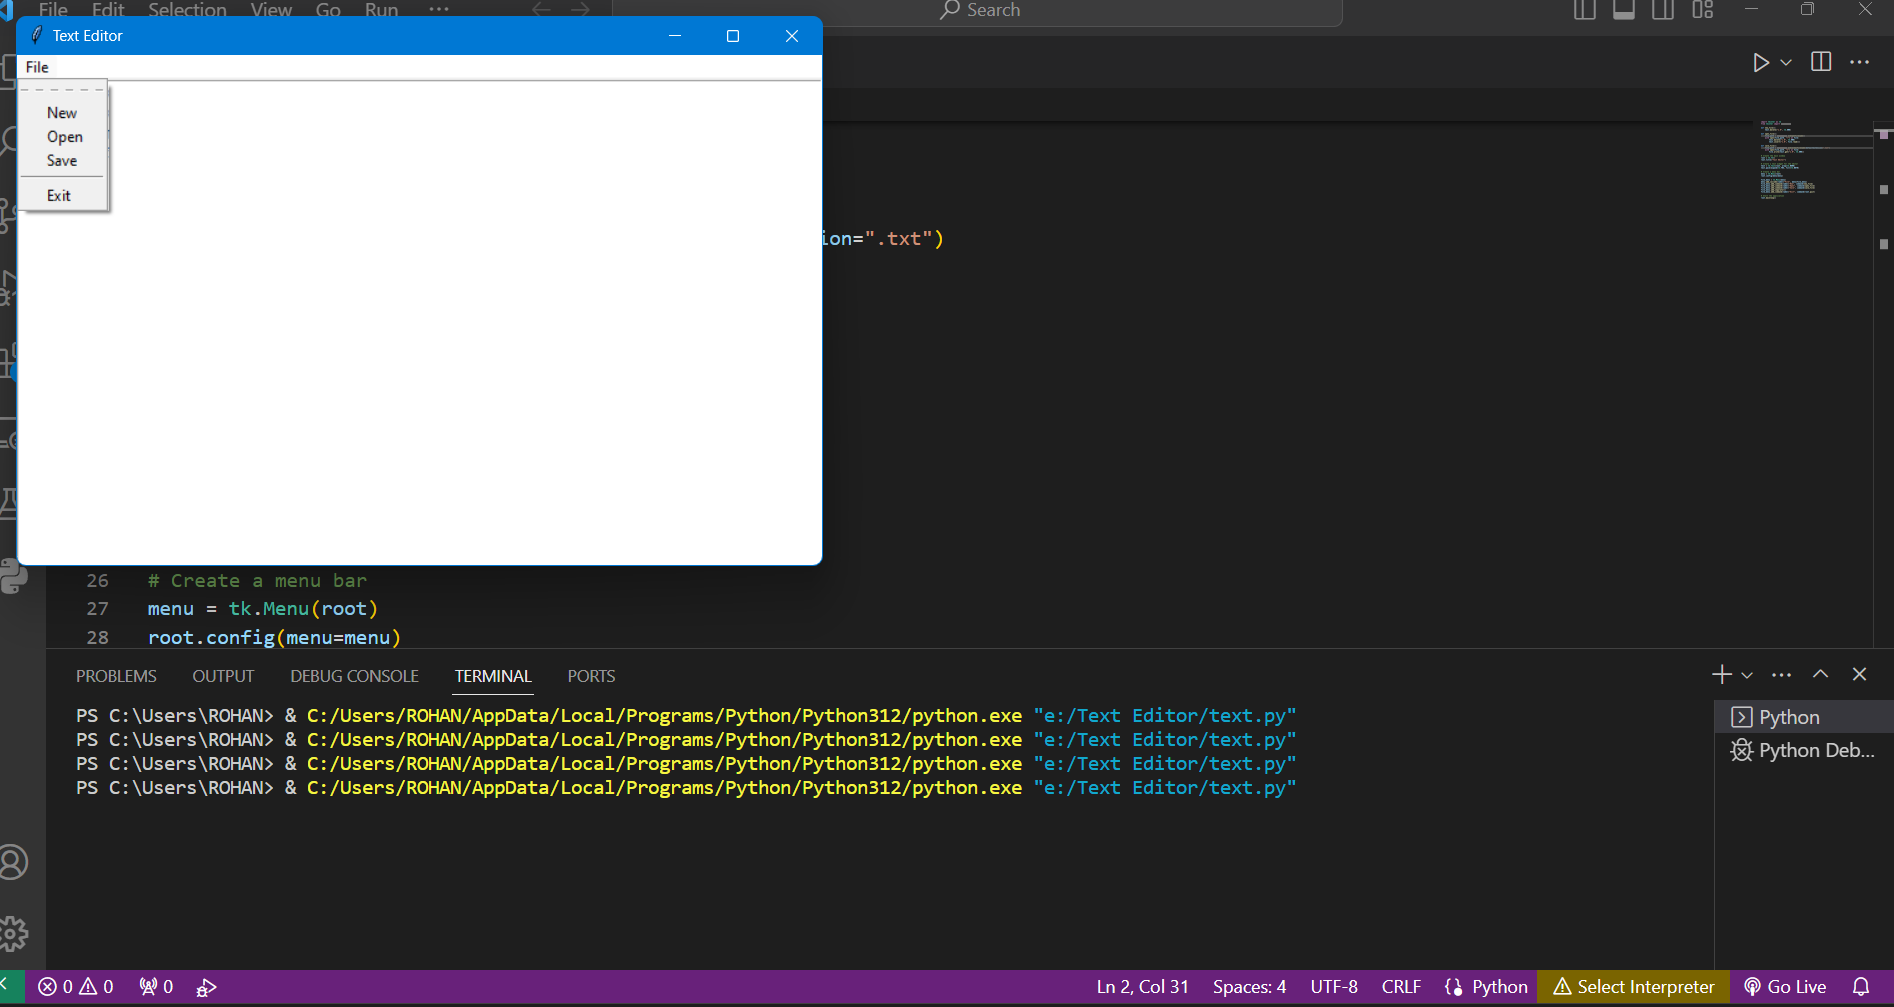 File Edit Selection View Go Run ··· Search
Text Editor
File
New
Open
Save
Exit
ion=".txt")
26 # Create a menu bar
27 menu = tk.Menu(root)
28 root.config(menu=menu)
PROBLEMS OUTPUT DEBUG CONSOLE TERMINAL PORTS
PS C:\Users\ROHAN> & C:/Users/ROHAN/AppData/Local/Programs/Python/Python312/python.exe "e:/Text Editor/text.py"
PS C:\Users\ROHAN> & C:/Users/ROHAN/AppData/Local/Programs/Python/Python312/python.exe "e:/Text Editor/text.py"
PS C:\Users\ROHAN> & C:/Users/ROHAN/AppData/Local/Programs/Python/Python312/python.exe "e:/Text Editor/text.py"
PS C:\Users\ROHAN> & C:/Users/ROHAN/AppData/Local/Programs/Python/Python312/python.exe "e:/Text Editor/text.py"
Python
Python Deb...
0 0 0 Ln 2, Col 31 Spaces: 4 UTF-8 CRLF Python Select Interpreter Go Live